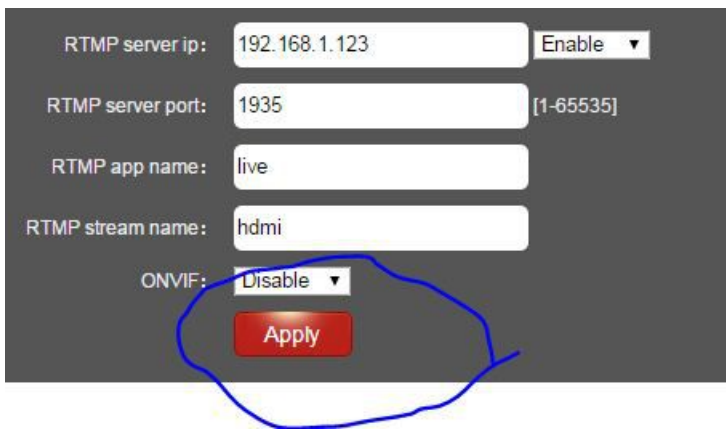 RTMP server ip: 192.168.1.123 Enable
RTMP server port: 1935 [1-65535]
RTMP app name: live
RTMP stream name: hdmi
ONVIF: Disable
Apply